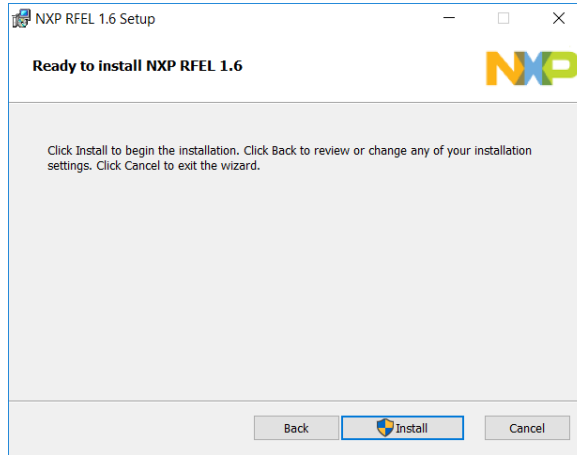 NXP RFEL 1.6 Setup
Ready to install NXP RFEL 1.6
NXP
Click Install to begin the installation. Click Back to review or change any of your installation
settings. Click Cancel to exit the wizard.
Back
Install
Cancel